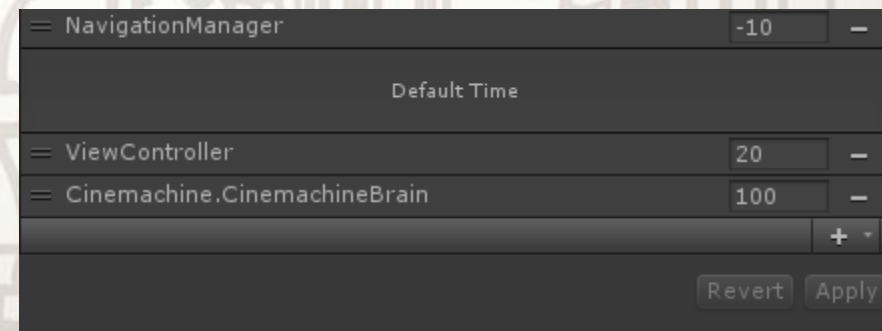 NavigationManager -10
Default Time
ViewController 20
Cinemachine.CinemachineBrain 100
Revert Apply